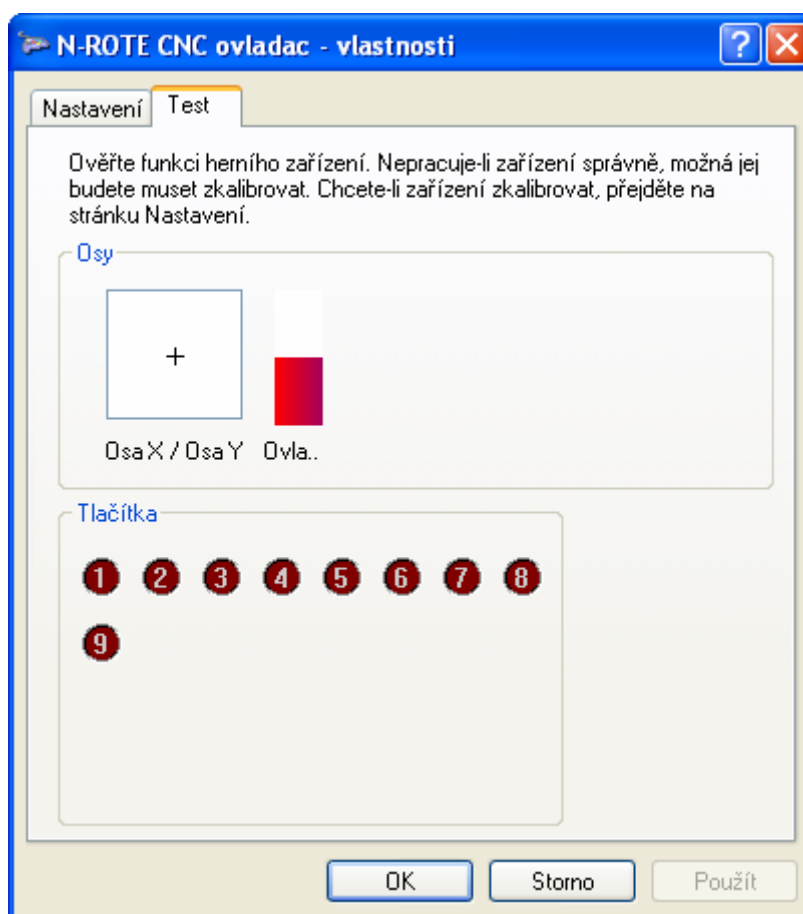 N-ROTE CNC ovladac - vlastnosti
Nastavení Test
Ověřte funkci herního zařízení. Nepracuje-li zařízení správně, možná jej
budete muset zkalibrovat. Chcete-li zařízení zkalibrovat, přejděte na
stránku Nastavení.
Osy
Osa X / Osa Y Ovla..
Tlačítka
1 2 3 4 5 6 7 8
9
OK Storno Použít